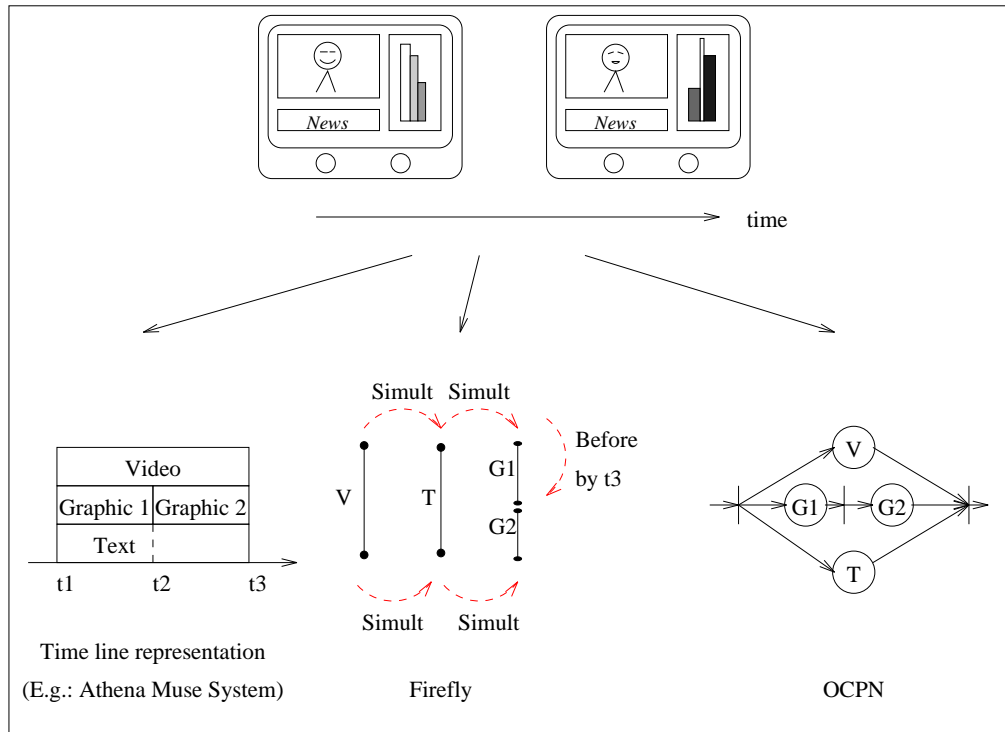 News
News
time
Simult
Simult
Before
by t3
Video
Graphic 1
Graphic 2
Text
t1
t2
t3
V
T
G1
G2
Simult
Simult
V
G1
G2
T
Time line representation
(E.g.: Athena Muse System)
Firefly
OCPN